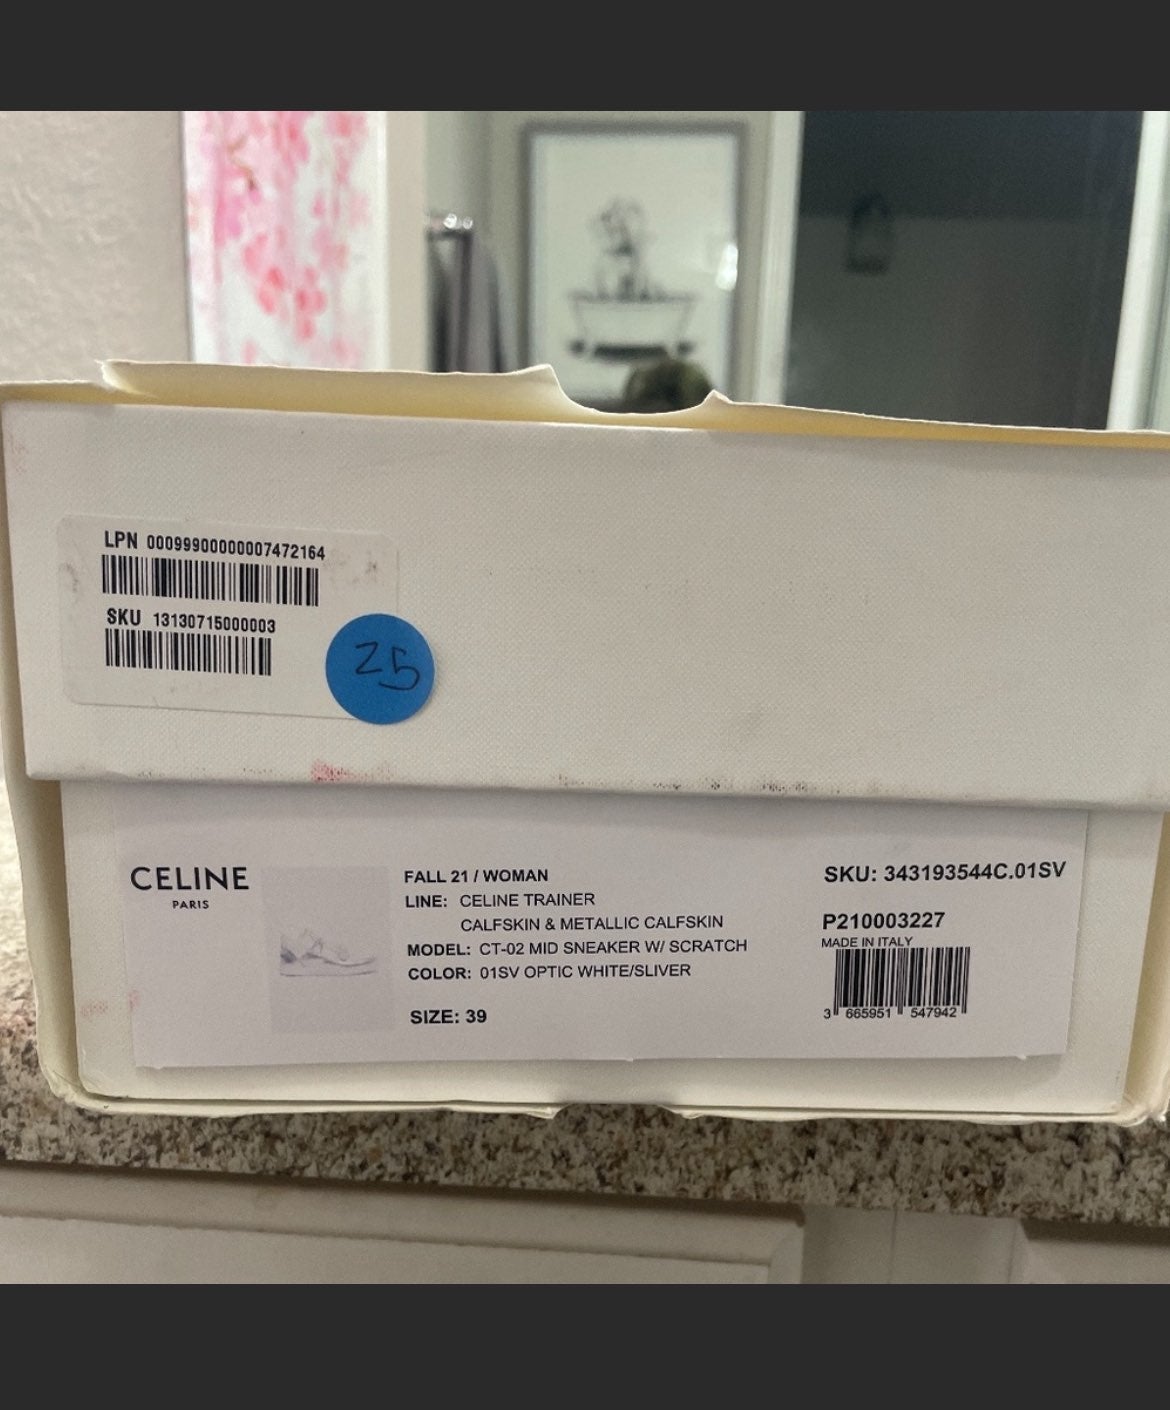 LPN 00099900000007472164
SKU 13130715000003
25
CELINE
PARIS
FALL 21 / WOMAN
LINE: CELINE TRAINER
CALFSKIN & METALLIC CALFSKIN
MODEL: CT-02 MID SNEAKER W/ SCRATCH
COLOR: 01SV OPTIC WHITE/SLIVER
SIZE: 39
SKU: 343193544C.01SV
P210003227
MADE IN ITALY
3 665951 547942